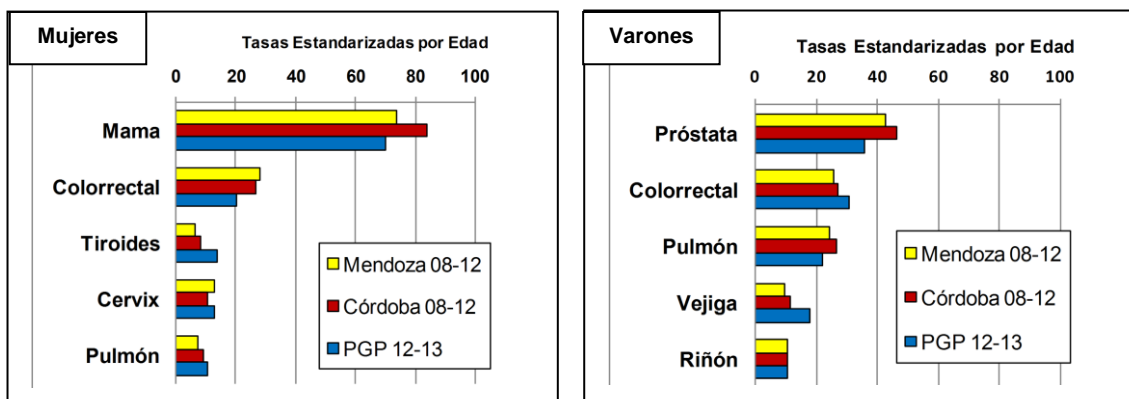 Mujeres
Tasas Estandarizadas por Edad
0 20 40 60 80 100
Mama
Colorrectal
Tiroides
Cervix
Pulmón
Mendoza 08-12
Córdoba 08-12
PGP 12-13
Varones
Tasas Estandarizadas por Edad
0 20 40 60 80 100
Próstata
Colorrectal
Pulmón
Vejiga
Riñón
Mendoza 08-12
Córdoba 08-12
PGP 12-13